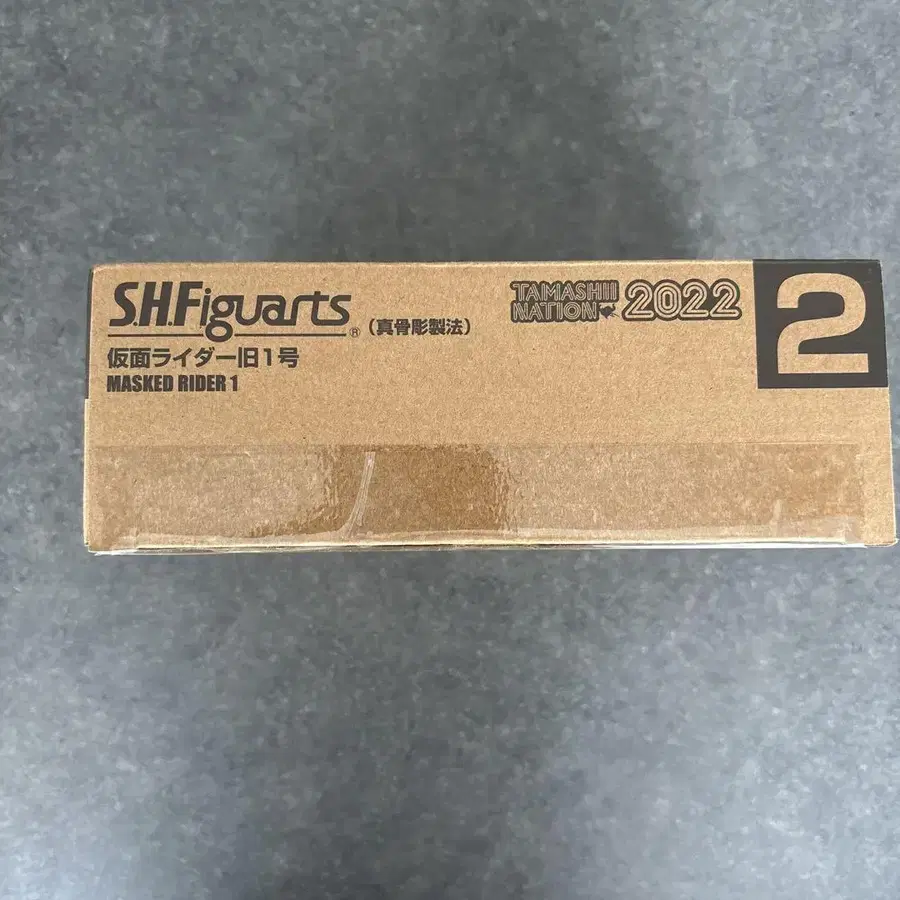 S.H.Figuarts® (真骨彫製法)
仮面ライダー旧1号
MASKED RIDER 1
TAMASHII
NATION 2022
2